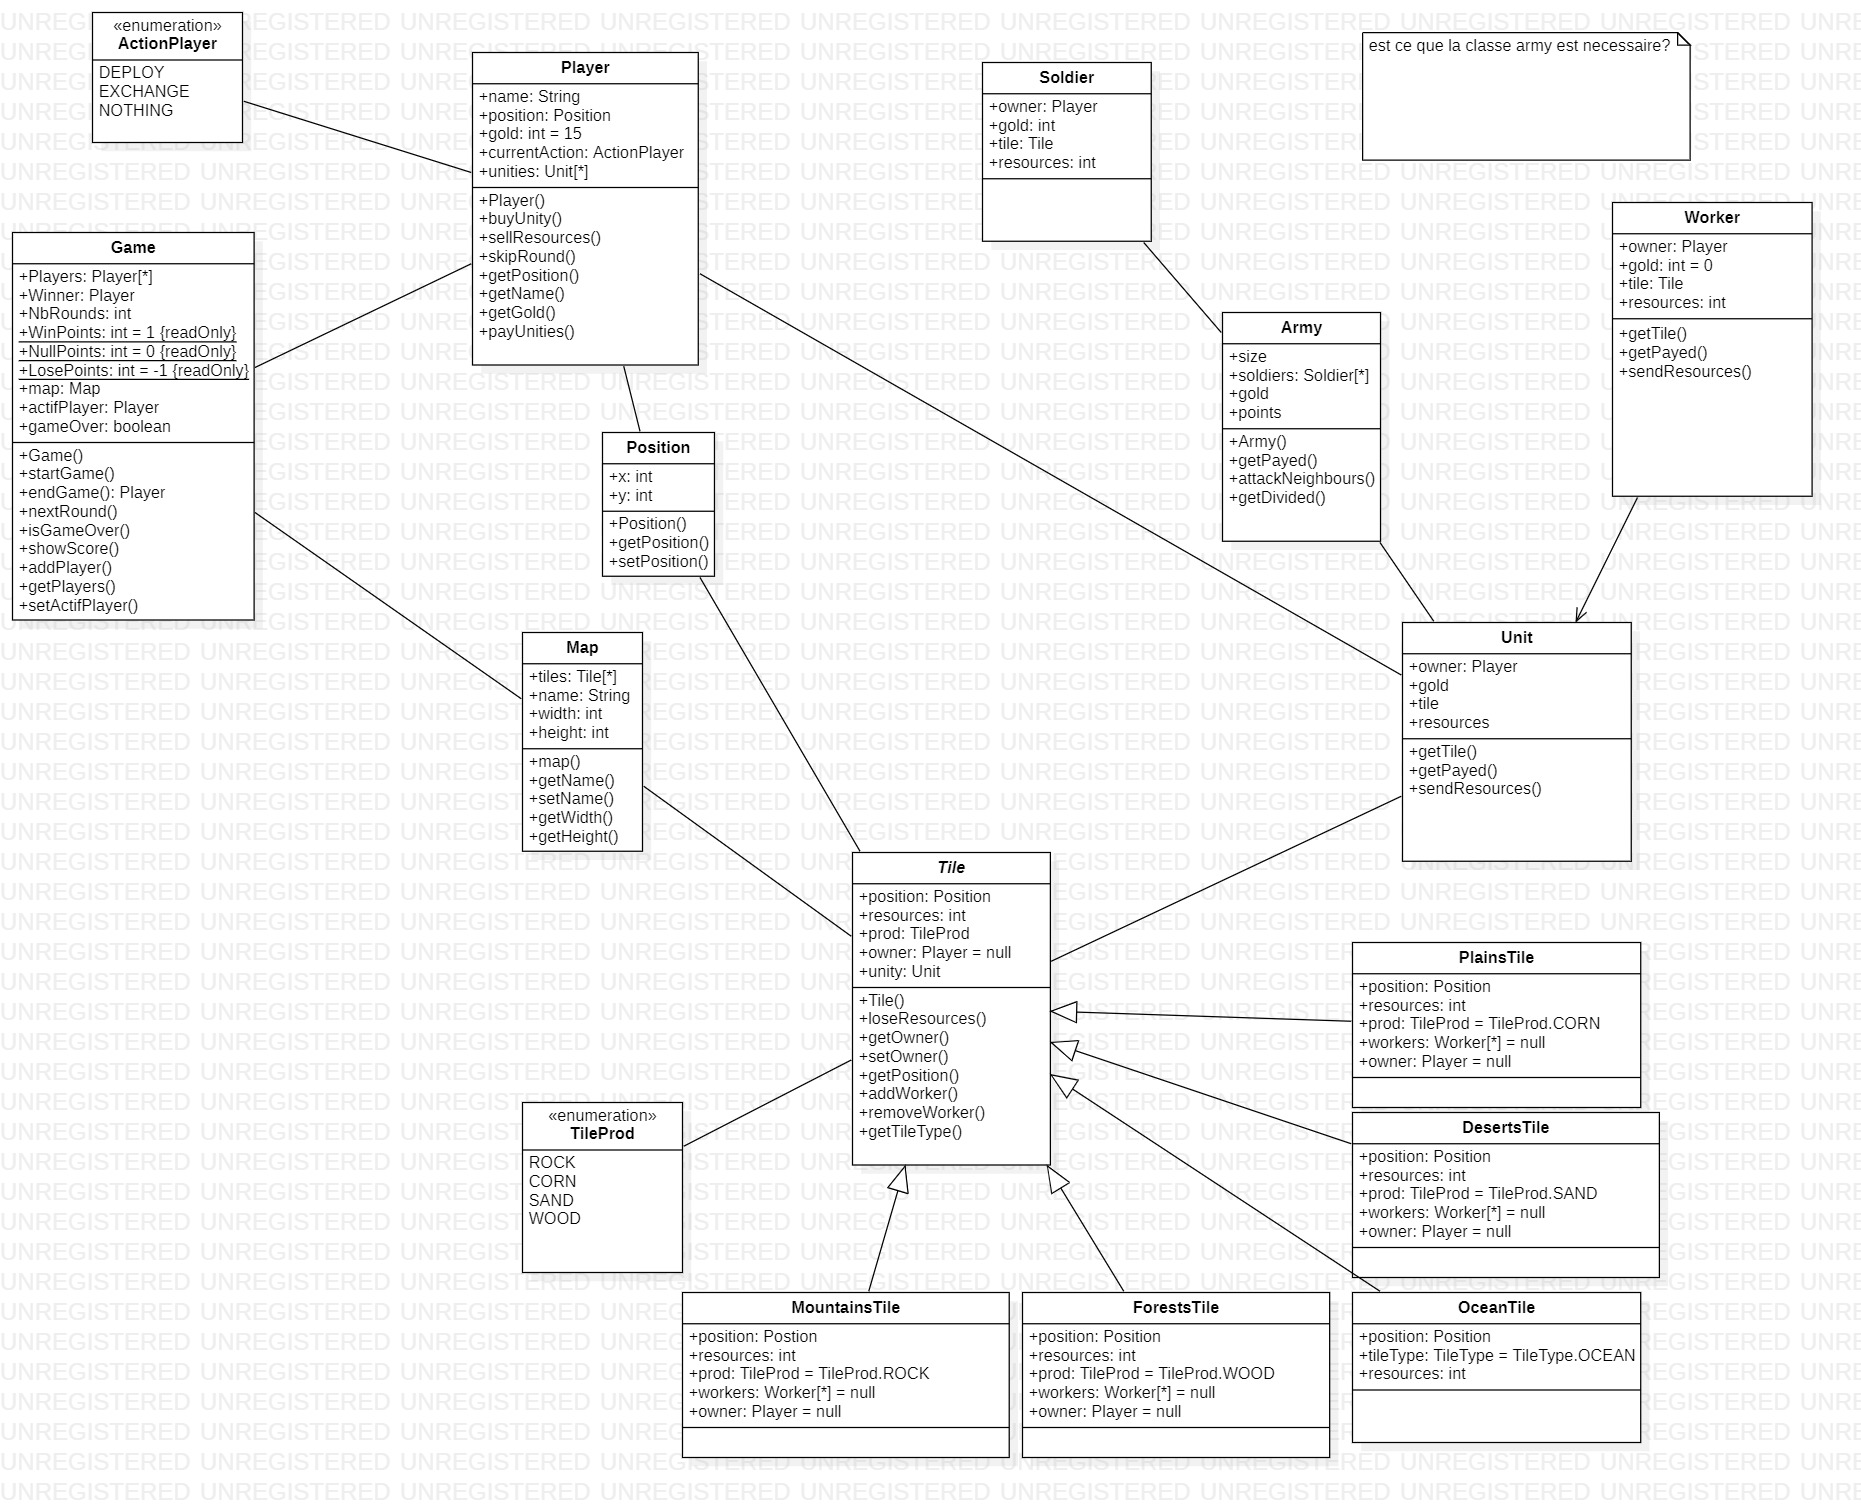 «enumeration»
ActionPlayer
DEPLOY
EXCHANGE
NOTHING
Player
+name: String
+position: Position
+gold: int = 15
+currentAction: ActionPlayer
+unities: Unit[*]
+Player()
+buyUnity()
+sellResources()
+skipRound()
+getPosition()
+getName()
+getGold()
+payUnities()
Soldier
+owner: Player
+gold: int
+tile: Tile
+resources: int
est ce que la classe army est necessaire?
Worker
+owner: Player
+gold: int = 0
+tile: Tile
+resources: int
+getTile()
+getPayed()
+sendResources()
Game
+Players: Player[*]
+Winner: Player
+NbRounds: int
+WinPoints: int = 1 {readOnly}
+NullPoints: int = 0 {readOnly}
+LosePoints: int = -1 {readOnly}
+map: Map
+actifPlayer: Player
+gameOver: boolean
+Game()
+startGame()
+endGame(): Player
+nextRound()
+isGameOver()
+showScore()
+addPlayer()
+getPlayers()
+setActifPlayer()
Army
+size
+soldiers: Soldier[*]
+gold
+points
+Army()
+getPayed()
+attackNeighbours()
+getDivided()
Position
+x: int
+y: int
+Position()
+getPosition()
+setPosition()
Map
+tiles: Tile[*]
+name: String
+width: int
+height: int
+map()
+getName()
+setName()
+getWidth()
+getHeight()
Unit
+owner: Player
+gold
+tile
+resources
+getTile()
+getPayed()
+sendResources()
Tile
+position: Position
+resources: int
+prod: TileProd
+owner: Player = null
+unity: Unit
+Tile()
+loseResources()
+getOwner()
+setOwner()
+getPosition()
+addWorker()
+removeWorker()
+getTileType()
PlainsTile
+position: Position
+resources: int
+prod: TileProd = TileProd.CORN
+workers: Worker[*] = null
+owner: Player = null
«enumeration»
TileProd
ROCK
CORN
SAND
WOOD
DesertsTile
+position: Position
+resources: int
+prod: TileProd = TileProd.SAND
+workers: Worker[*] = null
+owner: Player = null
MountainsTile
+position: Postion
+resources: int
+prod: TileProd = TileProd.ROCK
+workers: Worker[*] = null
+owner: Player = null
ForestsTile
+position: Position
+resources: int
+prod: TileProd = TileProd.WOOD
+workers: Worker[*] = null
+owner: Player = null
OceanTile
+position: Position
+tileType: TileType = TileType.OCEAN
+resources: int